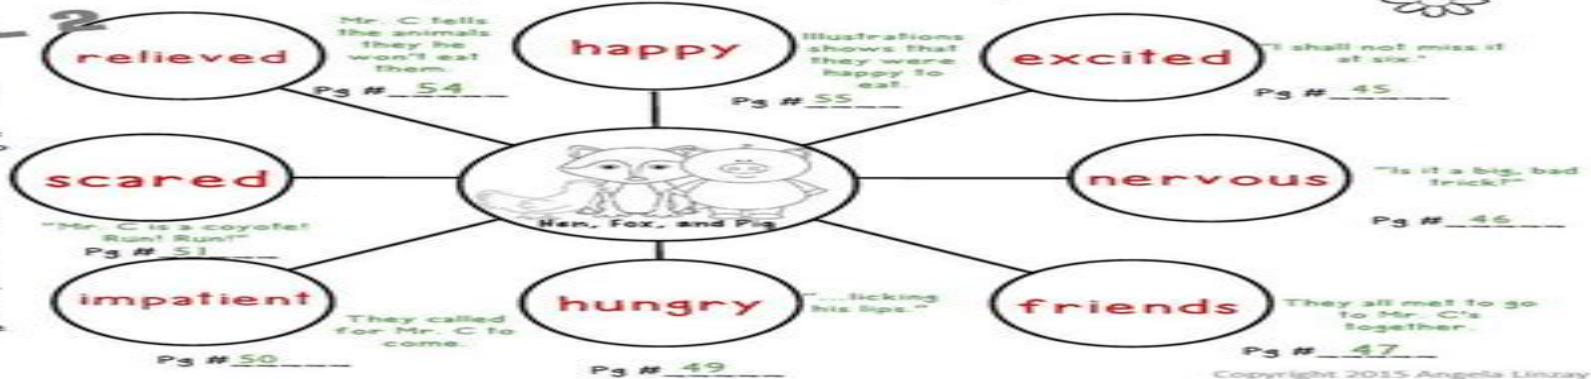 2
relieved
Mr. C tells
the animals
they he
won't eat
them.
Pg # 54
happy
Illustrations
shows that
they were
happy to
eat.
Pg # 55
excited
"I shall not miss it
at six."
Pg # 45
scared
"Mr. C is a coyote!
Run! Run!"
Pg # 51
Hen, Fox, and Pig
nervous
"Is it a big, bad
trick?"
Pg # 46
impatient
They called
for Mr. C to
come.
Pg # 50
hungry
"...licking
his lips."
Pg # 49
friends
They all met to go
to Mr. C's
together.
Pg # 47
Copyright 2015 Angela Linzay